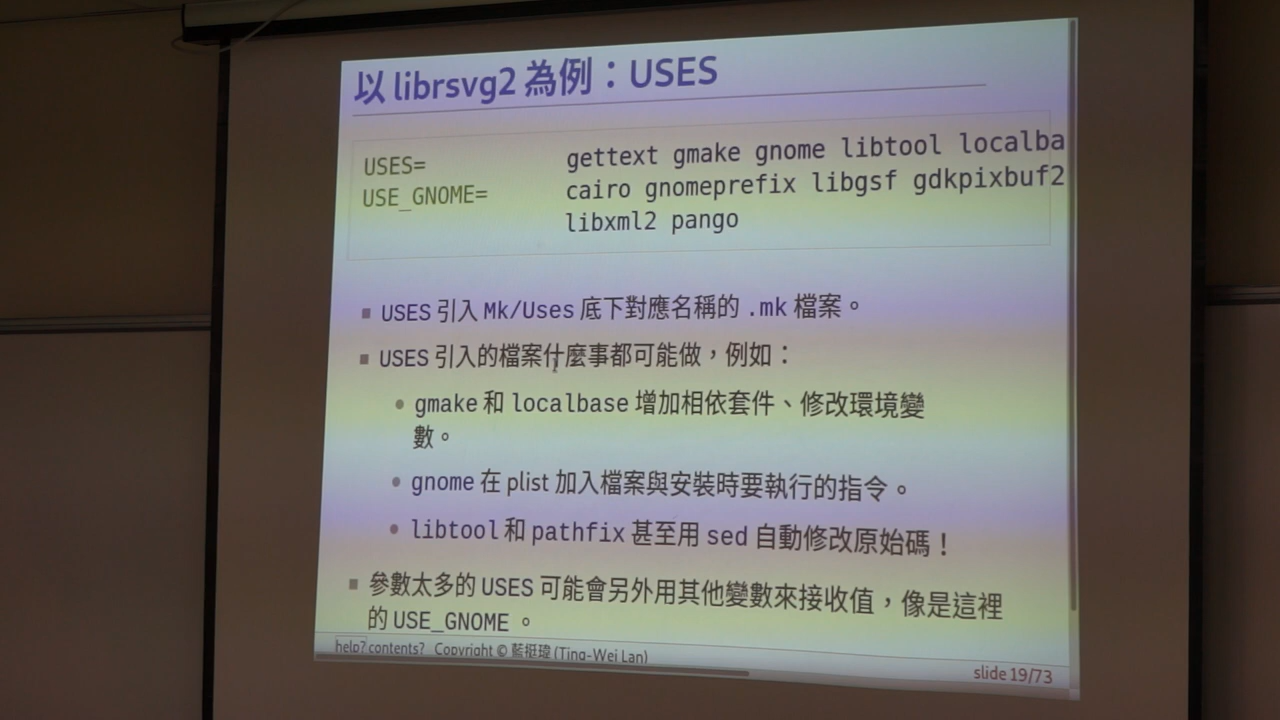 以 librsvg2 為例：USES
USES= gettext gmake gnome libtool localba
USE_GNOME= cairo gnomeprefix libgsf gdkpixbuf2
libxml2 pango
USES 引入 Mk/Uses 底下對應名稱的 .mk 檔案。
USES 引入的檔案什麼事都可能做，例如：
gmake 和 localbase 增加相依套件、修改環境變
數。
gnome 在 plist 加入檔案與安裝時要執行的指令。
libtool 和 pathfix 甚至用 sed 自動修改原始碼！
參數太多的 USES 可能會另外用其他變數來接收值，像是這裡
的 USE_GNOME 。
help? contents? Copyright © 藍挺瑋 (Ting-Wei Lan)
slide 19/73